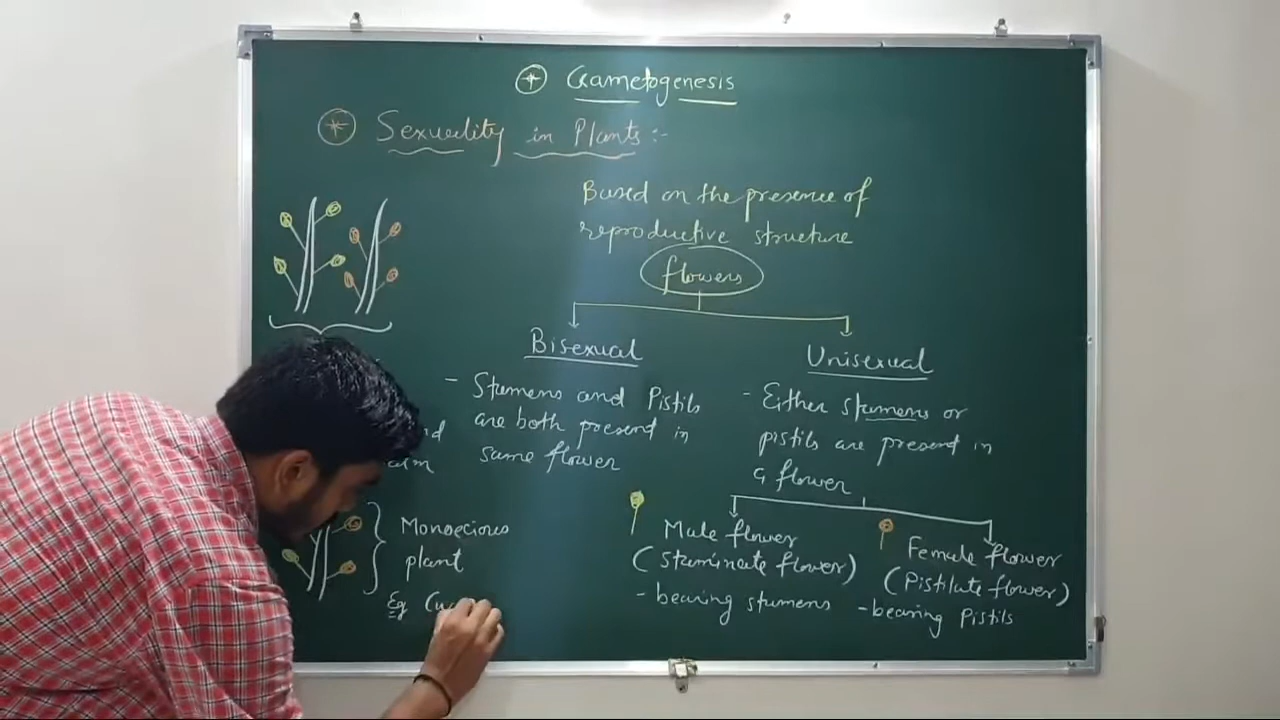 Gametogenesis
Sexuality in Plants :-
Based on the presence of
reproductive structure
flowers
Bisexual
- Stamens and Pistils
are both present in
same flower
Unisexual
- Either stamens or
pistils are present in
a flower
Male flower
(Staminate flower)
- bearing stamens
Female flower
(Pistilate flower)
- bearing Pistils
Monoecious
plant
Eg